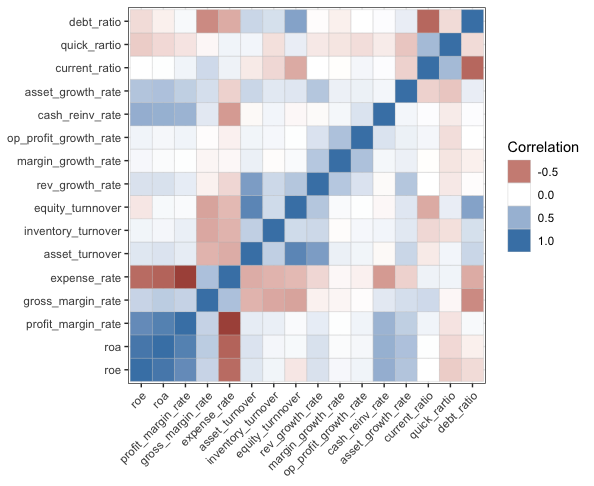 debt_ratio
quick_rartio
current_ratio
asset_growth_rate
cash_reinv_rate
op_profit_growth_rate
margin_growth_rate
rev_growth_rate
equity_turnover
inventory_turnover
asset_turnover
expense_rate
gross_margin_rate
profit_margin_rate
roa
roe
roe
roa
profit_margin_rate
gross_margin_rate
expense_rate
asset_turnover
inventory_turnover
equity_turnover
rev_growth_rate
margin_growth_rate
op_profit_growth_rate
cash_reinv_rate
asset_growth_rate
current_ratio
quick_rartio
debt_ratio
Correlation
-0.5
0.0
0.5
1.0